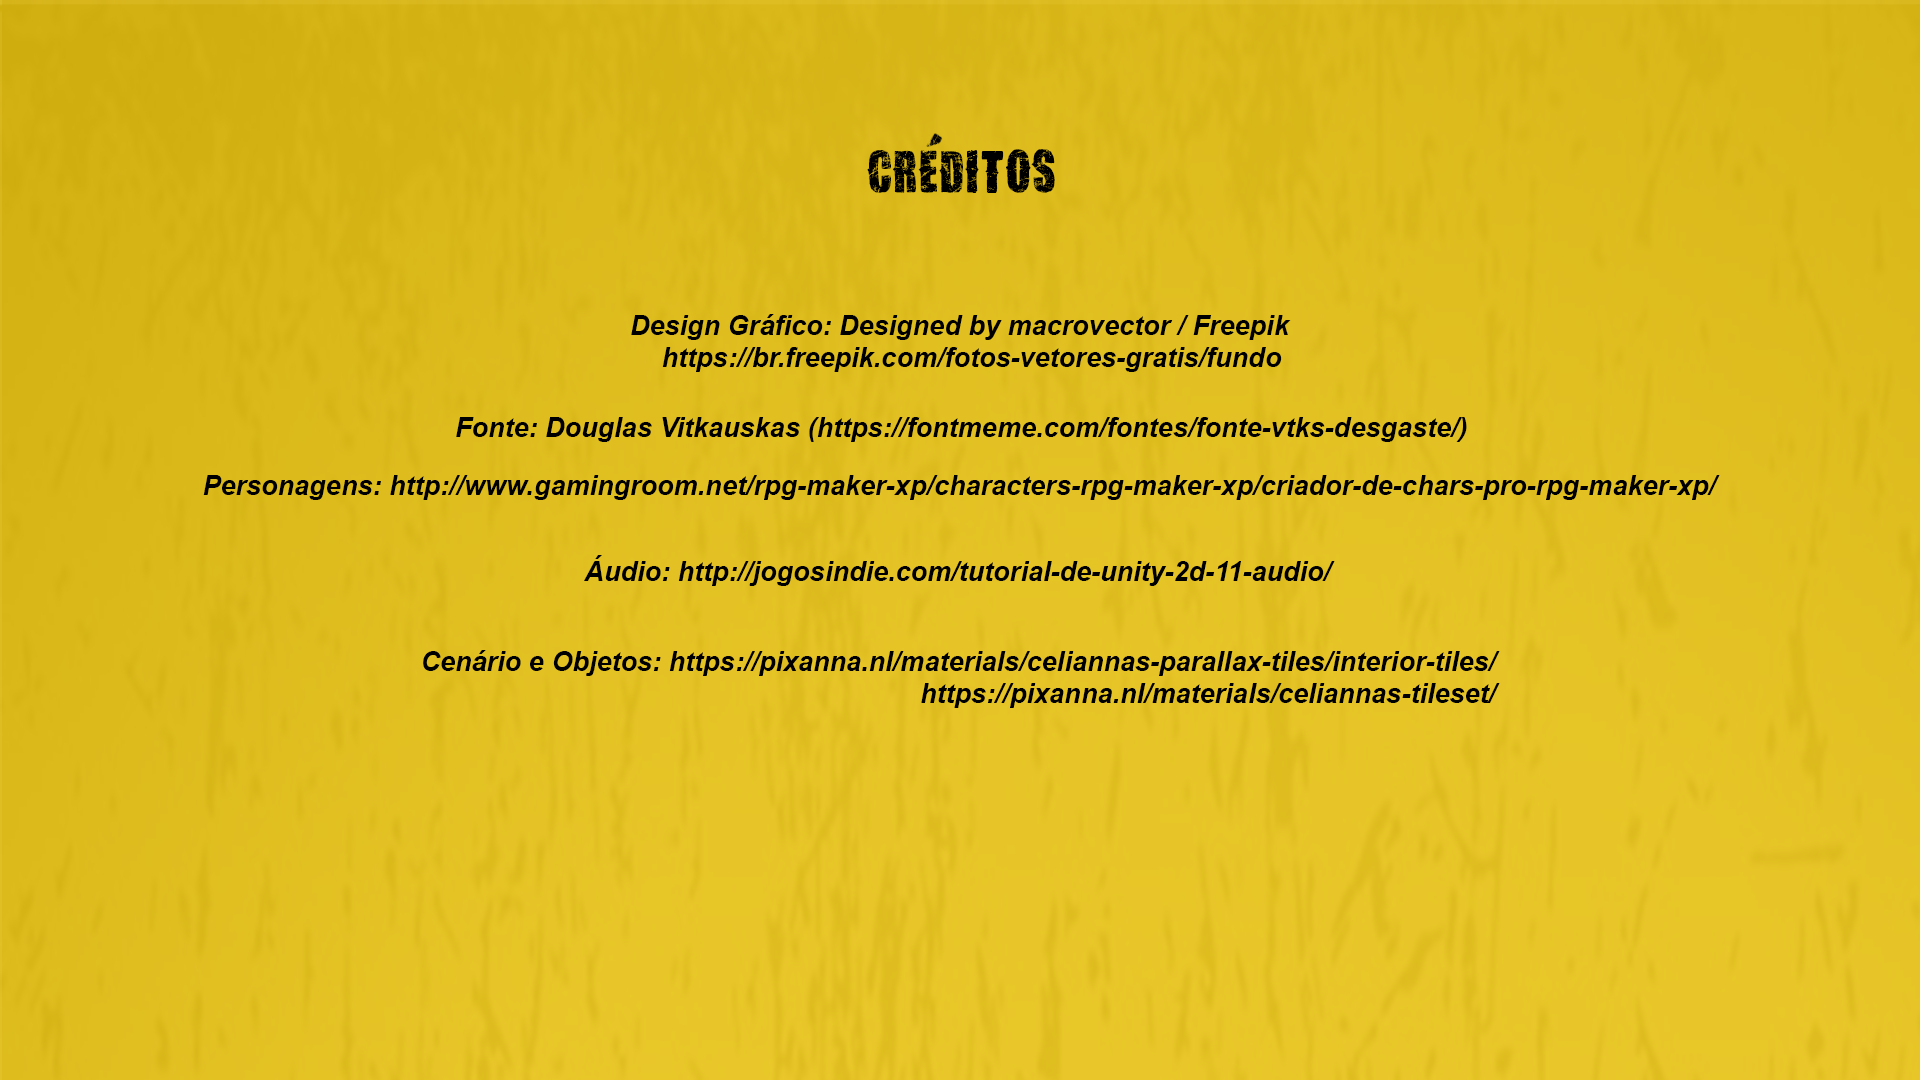 CRÉDITOS
Design Gráfico: Designed by macrovector / Freepik
https://br.freepik.com/fotos-vetores-gratis/fundo
Fonte: Douglas Vitkauskas (https://fontmeme.com/fontes/fonte-vtks-desgaste/)
Personagens: http://www.gamingroom.net/rpg-maker-xp/characters-rpg-maker-xp/criador-de-chars-pro-rpg-maker-xp/
Áudio: http://jogosindie.com/tutorial-de-unity-2d-11-audio/
Cenário e Objetos: https://pixanna.nl/materials/celiannas-parallax-tiles/interior-tiles/
https://pixanna.nl/materials/celiannas-tileset/